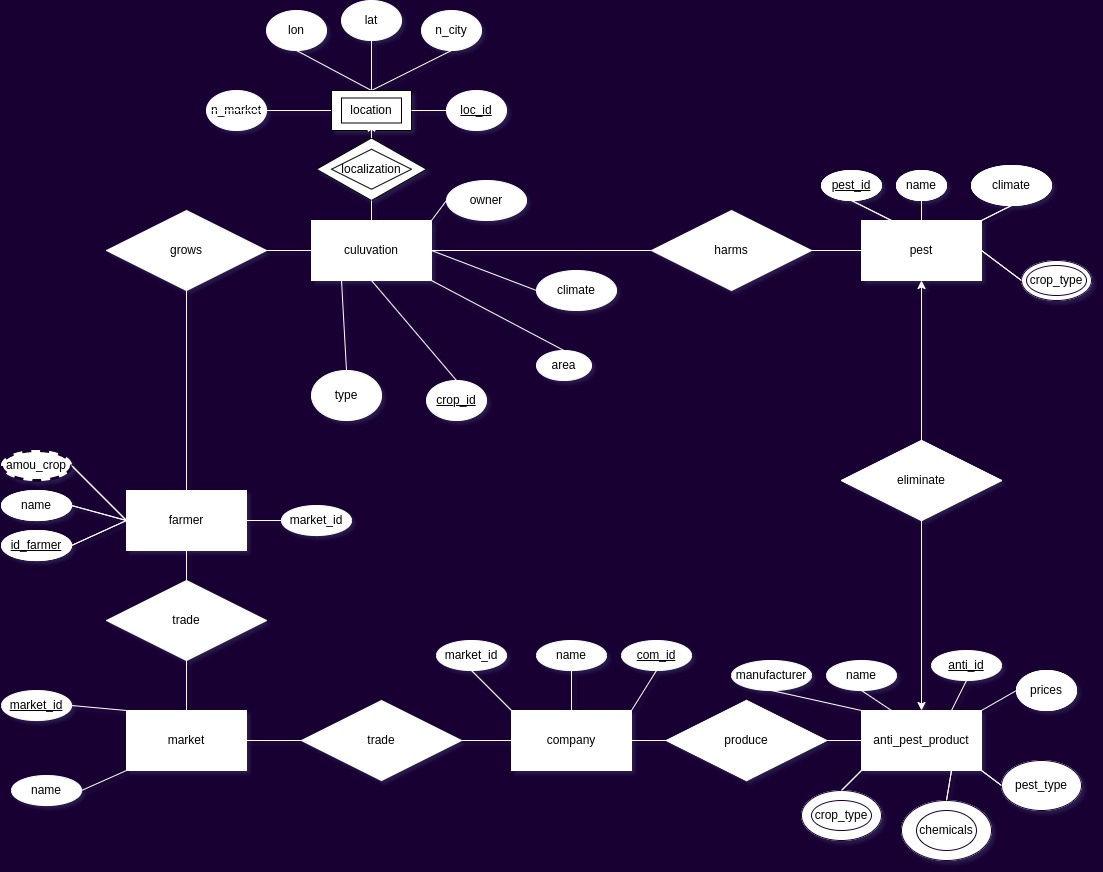 lat
lon
n_city
n_market
location
loc_id
localization
owner
pest_id
name
climate
grows
culuvation
harms
pest
crop_type
climate
area
type
crop_id
amou_crop
name
id_farmer
farmer
market_id
eliminate
trade
market_id
name
com_id
manufacturer
name
anti_id
prices
market_id
market
trade
company
produce
anti_pest_product
name
crop_type
chemicals
pest_type